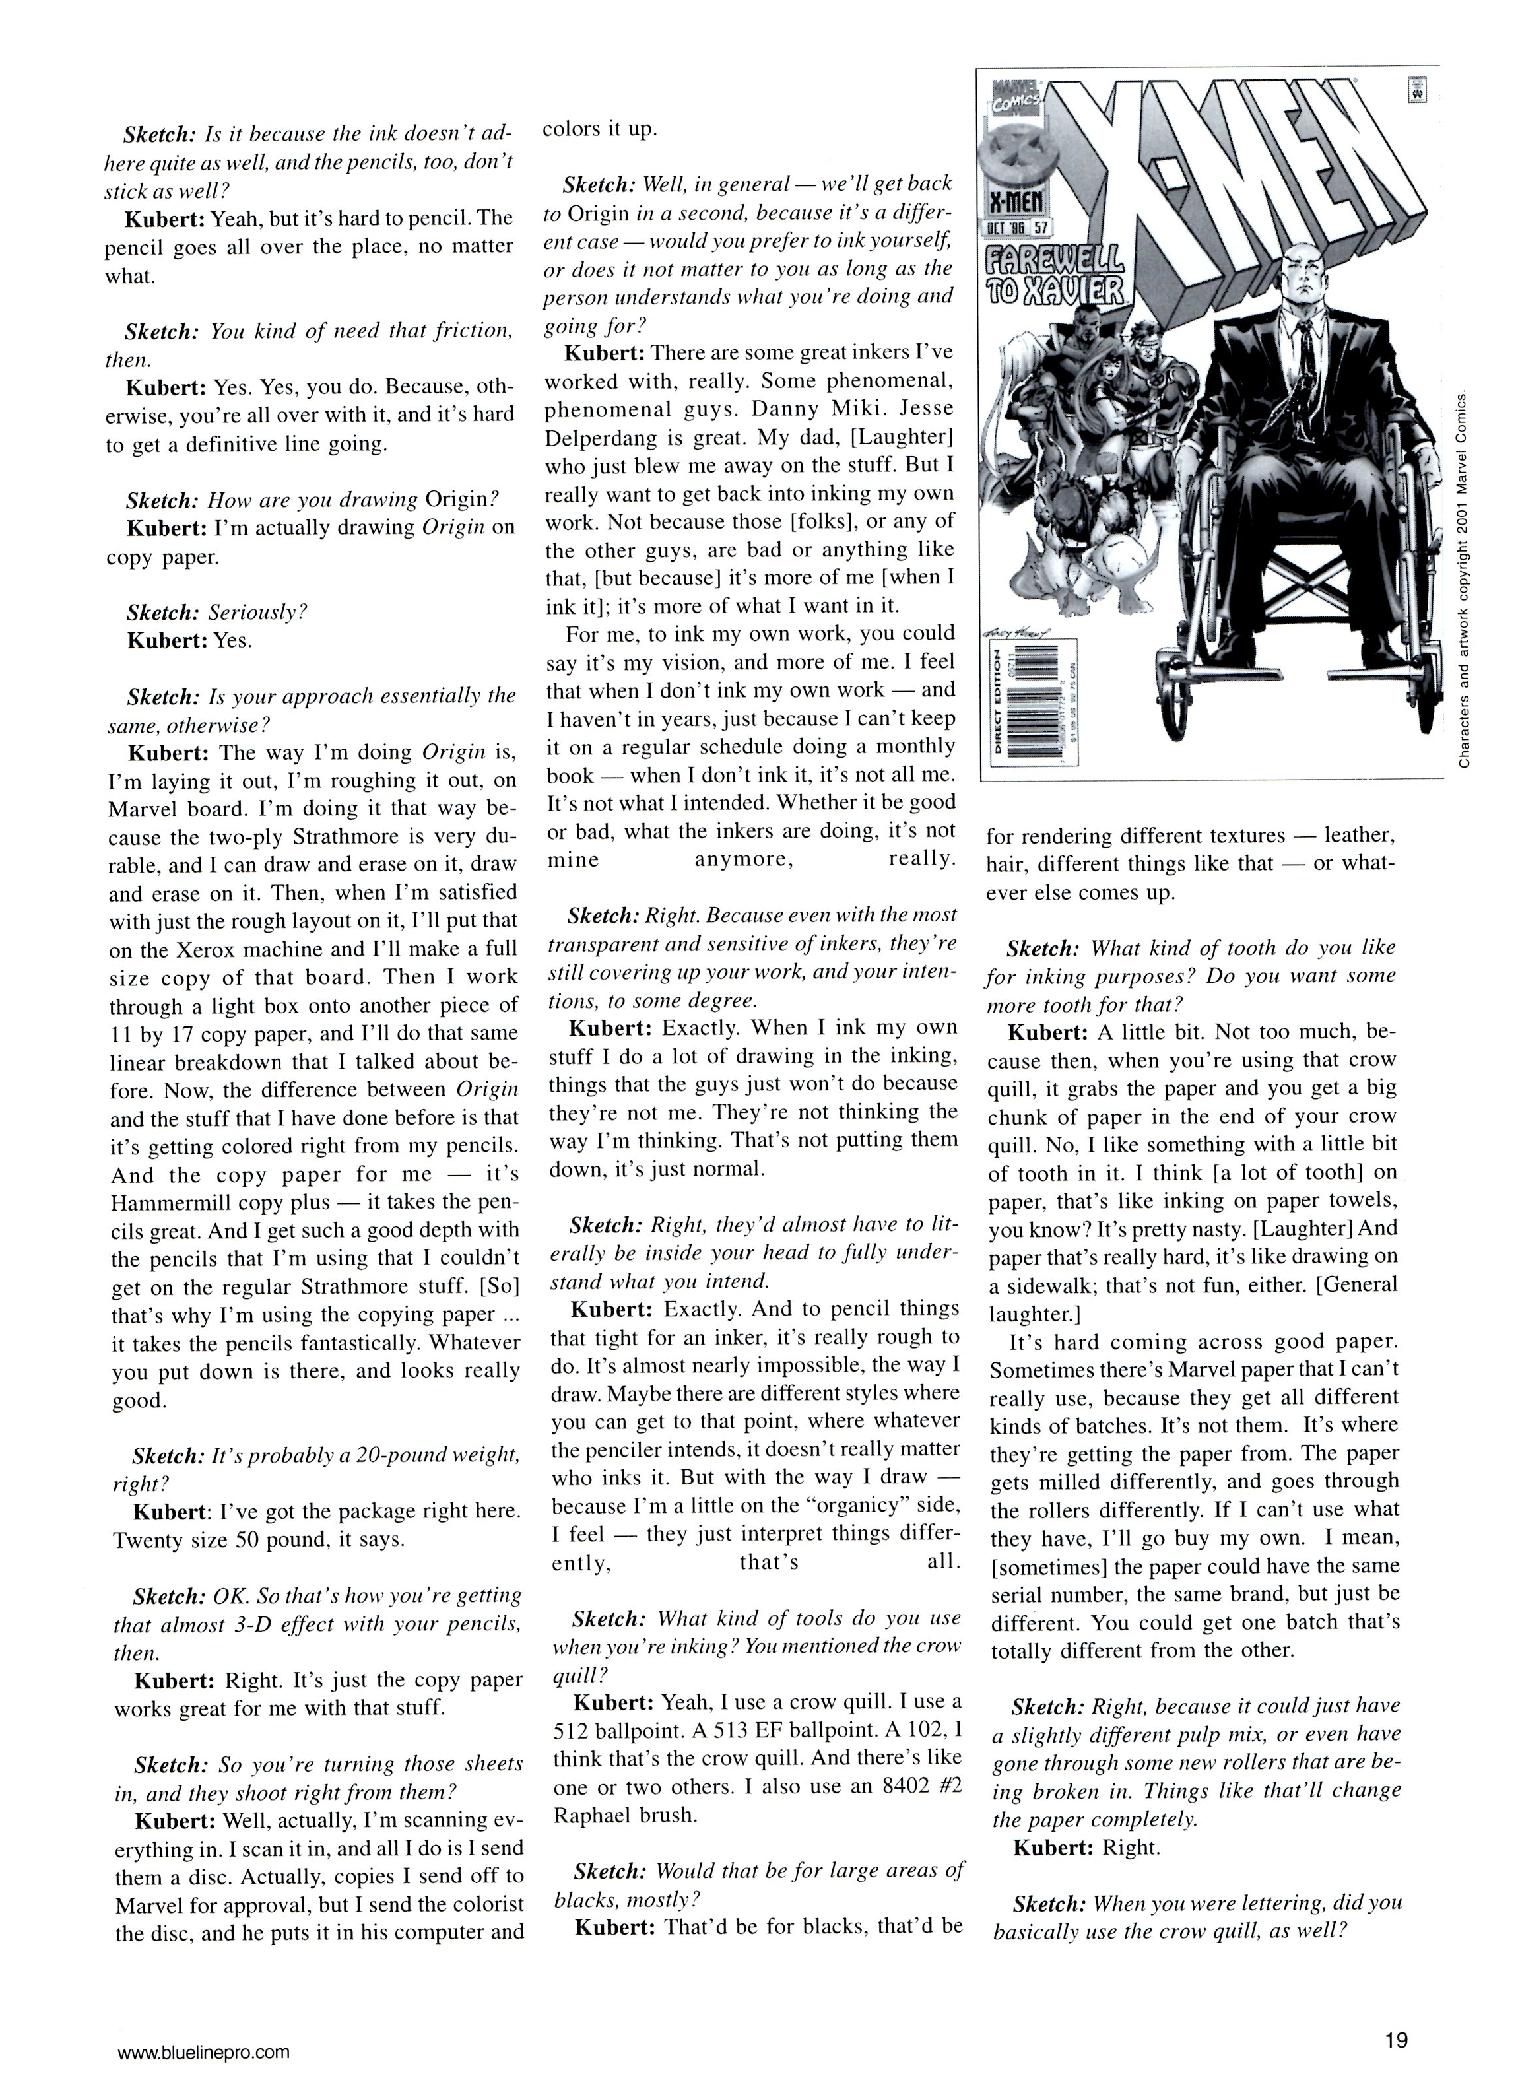 Sketch: Is it because the ink doesn't ad-
here quite as well, and the pencils, too, don't
stick as well?
Kubert: Yeah, but it's hard to pencil. The
pencil goes all over the place, no matter
what.
Sketch: You kind of need that friction,
then.
Kubert: Yes. Yes, you do. Because, oth-
erwise, you're all over with it, and it's hard
to get a definitive line going.
Sketch: How are you drawing Origin?
Kubert: I'm actually drawing Origin on
copy paper.
Sketch: Seriously?
Kubert: Yes.
Sketch: Is your approach essentially the
same, otherwise?
Kubert: The way I'm doing Origin is,
I'm laying it out, I'm roughing it out, on
Marvel board. I'm doing it that way be-
cause the two-ply Strathmore is very du-
rable, and I can draw and erase on it, draw
and erase on it. Then, when I'm satisfied
with just the rough layout on it, I'll put that
on the Xerox machine and I'll make a full
size copy of that board. Then I work
through a light box onto another piece of
11 by 17 copy paper, and I'll do that same
linear breakdown that I talked about be-
fore. Now, the difference between Origin
and the stuff that I have done before is that
it's getting colored right from my pencils.
And the copy paper for me — it's
Hammermill copy plus — it takes the pen-
cils great. And I get such a good depth with
the pencils that I'm using that I couldn't
get on the regular Strathmore stuff. [So]
that's why I'm using the copying paper ...
it takes the pencils fantastically. Whatever
you put down is there, and looks really
good.
Sketch: It's probably a 20-pound weight,
right?
Kubert: I've got the package right here.
Twenty size 50 pound, it says.
Sketch: OK. So that's how you're getting
that almost 3-D effect with your pencils,
then.
Kubert: Right. It's just the copy paper
works great for me with that stuff.
Sketch: So you're turning those sheets
in, and they shoot right from them?
Kubert: Well, actually, I'm scanning ev-
erything in. I scan it in, and all I do is I send
them a disc. Actually, copies I send off to
Marvel for approval, but I send the colorist
the disc, and he puts it in his computer and
colors it up.
Sketch: Well, in general — we'll get back
to Origin in a second, because it's a differ-
ent case — would you prefer to ink yourself,
or does it not matter to you as long as the
person understands what you're doing and
going for?
Kubert: There are some great inkers I've
worked with, really. Some phenomenal,
phenomenal guys. Danny Miki. Jesse
Delperdang is great. My dad, [Laughter]
who just blew me away on the stuff. But I
really want to get back into inking my own
work. Not because those [folks], or any of
the other guys, are bad or anything like
that, [but because] it's more of me [when I
ink it]; it's more of what I want in it.
For me, to ink my own work, you could
say it's my vision, and more of me. I feel
that when I don't ink my own work — and
I haven't in years, just because I can't keep
it on a regular schedule doing a monthly
book — when I don't ink it, it's not all me.
It's not what I intended. Whether it be good
or bad, what the inkers are doing, it's not
mine anymore, really.
Sketch: Right. Because even with the most
transparent and sensitive of inkers, they're
still covering up your work, and your inten-
tions, to some degree.
Kubert: Exactly. When I ink my own
stuff I do a lot of drawing in the inking,
things that the guys just won't do because
they're not me. They're not thinking the
way I'm thinking. That's not putting them
down, it's just normal.
Sketch: Right, they'd almost have to lit-
erally be inside your head to fully under-
stand what you intend.
Kubert: Exactly. And to pencil things
that tight for an inker, it's really rough to
do. It's almost nearly impossible, the way I
draw. Maybe there are different styles where
you can get to that point, where whatever
the penciler intends, it doesn't really matter
who inks it. But with the way I draw —
because I'm a little on the "organicy" side,
I feel — they just interpret things differ-
ently, that's all.
Sketch: What kind of tools do you use
when you're inking? You mentioned the crow
quill?
Kubert: Yeah, I use a crow quill. I use a
512 ballpoint. A 513 EF ballpoint. A 102, I
think that's the crow quill. And there's like
one or two others. I also use an 8402 #2
Raphael brush.
Sketch: Would that be for large areas of
blacks, mostly?
Kubert: That'd be for blacks, that'd be
MARVEL
COMICS
X-MEN
X-MEN
OCT '96 57
FAREWELL
TO XAVIER
DIRECT EDITION
Characters and artwork copyright 2001 Marvel Comics.
for rendering different textures — leather,
hair, different things like that — or what-
ever else comes up.
Sketch: What kind of tooth do you like
for inking purposes? Do you want some
more tooth for that?
Kubert: A little bit. Not too much, be-
cause then, when you're using that crow
quill, it grabs the paper and you get a big
chunk of paper in the end of your crow
quill. No, I like something with a little bit
of tooth in it. I think [a lot of tooth] on
paper, that's like inking on paper towels,
you know? It's pretty nasty. [Laughter] And
paper that's really hard, it's like drawing on
a sidewalk; that's not fun, either. [General
laughter.]
It's hard coming across good paper.
Sometimes there's Marvel paper that I can't
really use, because they get all different
kinds of batches. It's not them. It's where
they're getting the paper from. The paper
gets milled differently, and goes through
the rollers differently. If I can't use what
they have, I'll go buy my own. I mean,
[sometimes] the paper could have the same
serial number, the same brand, but just be
different. You could get one batch that's
totally different from the other.
Sketch: Right, because it could just have
a slightly different pulp mix, or even have
gone through some new rollers that are be-
ing broken in. Things like that'll change
the paper completely.
Kubert: Right.
Sketch: When you were lettering, did you
basically use the crow quill, as well?
www.bluelinepro.com
19